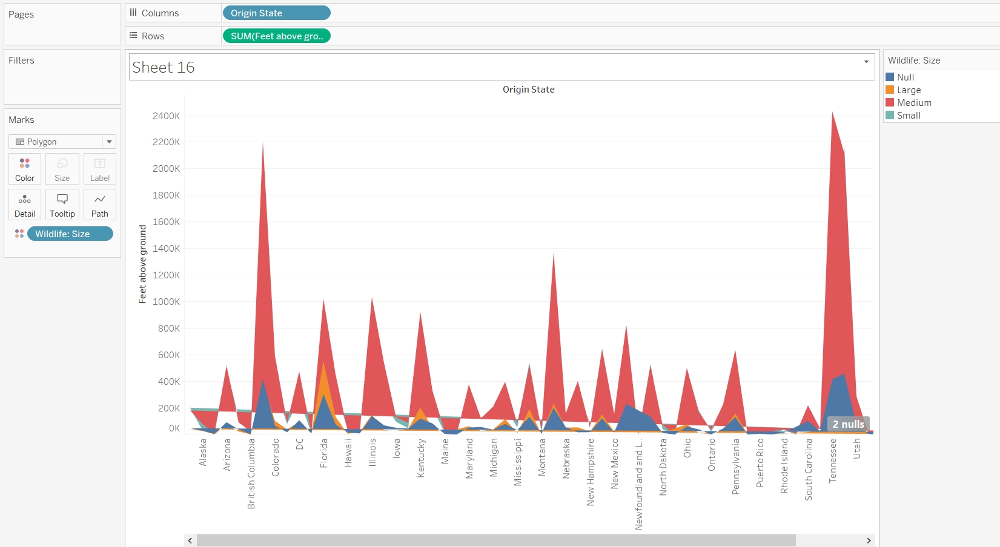 Pages
Columns
Origin State
Rows
SUM(Feet above gro..
Filters
Marks
Polygon
Color
Size
Label
Detail
Tooltip
Path
Wildlife: Size
Sheet 16
Origin State
Feet above ground
2400K
2200K
2000K
1800K
1600K
1400K
1200K
1000K
800K
600K
400K
200K
0K
2 nulls
Alaska
Arizona
British Columbia
Colorado
DC
Florida
Hawaii
Illinois
Iowa
Kentucky
Maine
Maryland
Michigan
Mississippi
Montana
Nebraska
New Hampshire
New Mexico
Newfoundland and L..
North Dakota
Ohio
Ontario
Pennsylvania
Puerto Rico
Rhode Island
South Carolina
Tennessee
Utah
Wildlife: Size
Null
Large
Medium
Small